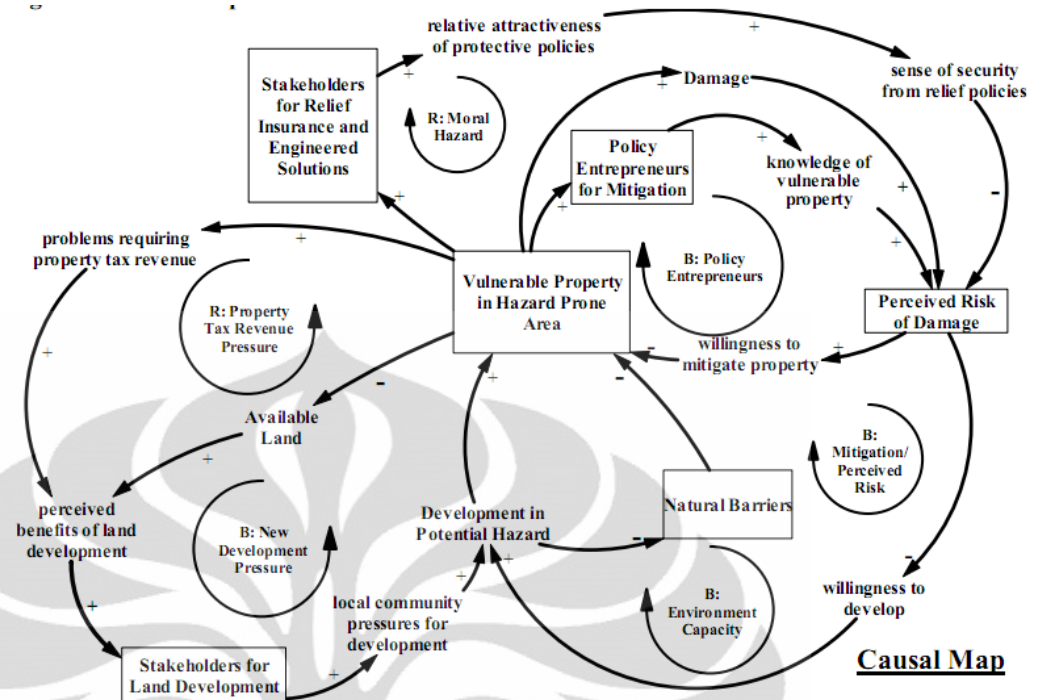 relative attractiveness
of protective policies
+
sense of security
from relief policies
Stakeholders
for Relief
Insurance and
Engineered
Solutions
+
R: Moral
Hazard
+
Damage
Policy
Entrepreneurs
for Mitigation
+
knowledge of
vulnerable
property
+
-
+
+
+
problems requiring
property tax revenue
+
B: Policy
Entrepreneurs
Vulnerable Property
in Hazard Prone
Area
R: Property
Tax Revenue
Pressure
Perceived Risk
of Damage
willingness to
mitigate property
-
+
+
-
+
-
Available
Land
+
B:
Mitigation/
Perceived
Risk
perceived
benefits of land
development
Development in
Potential Hazard
Natural Barriers
B: New
Development
Pressure
-
+
+
-
willingness to
develop
+
local community
pressures for
development
B:
Environment
Capacity
Stakeholders for
Land Development
+
Causal Map